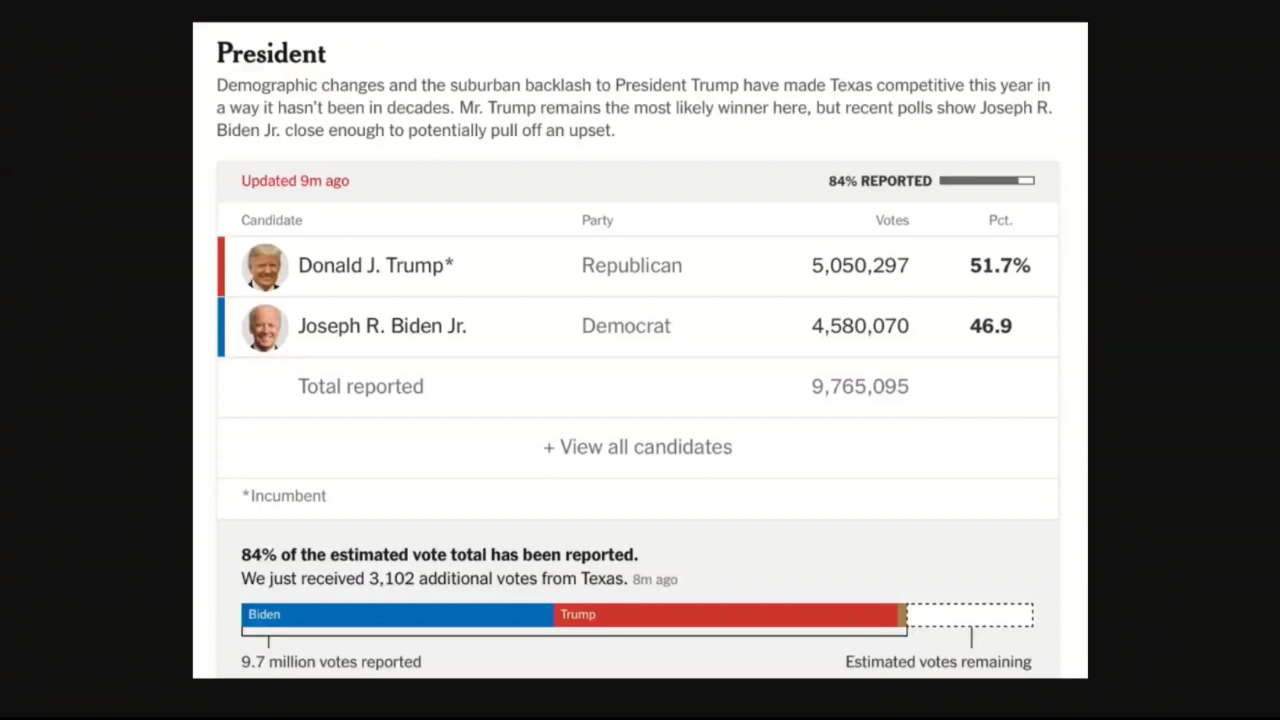 President
Demographic changes and the suburban backlash to President Trump have made Texas competitive this year in
a way it hasn't been in decades. Mr. Trump remains the most likely winner here, but recent polls show Joseph R.
Biden Jr. close enough to potentially pull off an upset.
Updated 9m ago 84% REPORTED
Candidate Party Votes Pct.
Donald J. Trump* Republican 5,050,297 51.7%
Joseph R. Biden Jr. Democrat 4,580,070 46.9
Total reported 9,765,095
+ View all candidates
*Incumbent
84% of the estimated vote total has been reported.
We just received 3,102 additional votes from Texas. 8m ago
Biden Trump
9.7 million votes reported Estimated votes remaining